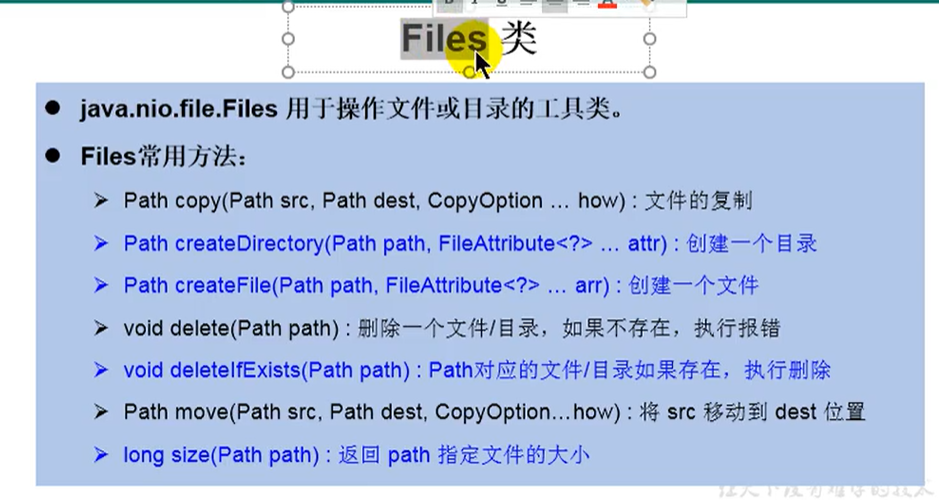 Files 类
● java.nio.file.Files 用于操作文件或目录的工具类。
● Files常用方法：
➢ Path copy(Path src, Path dest, CopyOption … how) : 文件的复制
➢ Path createDirectory(Path path, FileAttribute<?> … attr) : 创建一个目录
➢ Path createFile(Path path, FileAttribute<?> … arr) : 创建一个文件
➢ void delete(Path path) : 删除一个文件/目录，如果不存在，执行报错
➢ void deleteIfExists(Path path) : Path对应的文件/目录如果存在，执行删除
➢ Path move(Path src, Path dest, CopyOption…how) : 将 src 移动到 dest 位置
➢ long size(Path path) : 返回 path 指定文件的大小